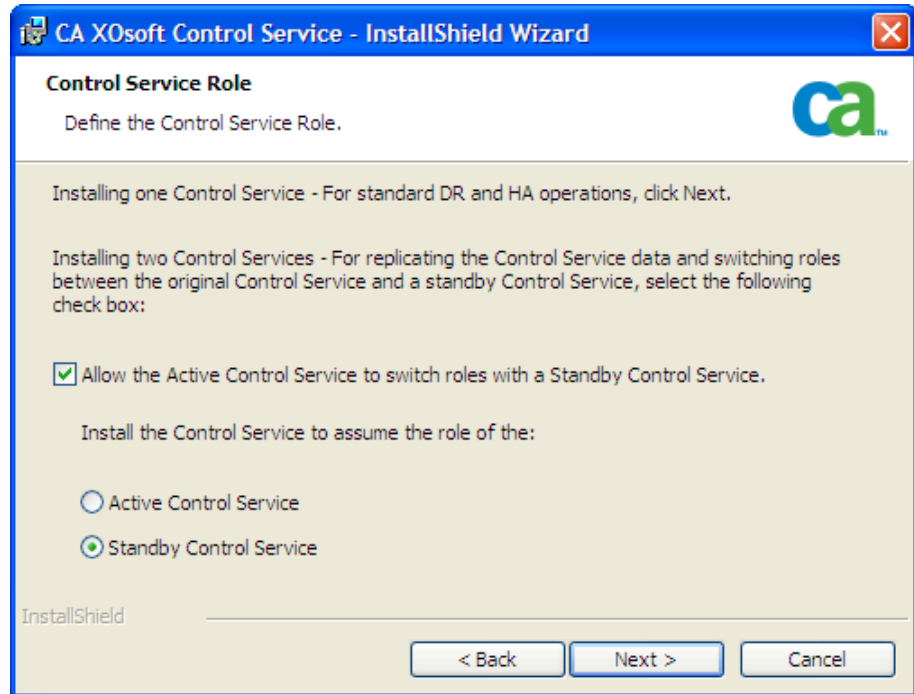 CA XOsoft Control Service - InstallShield Wizard
Control Service Role
Define the Control Service Role.
ca™
Installing one Control Service - For standard DR and HA operations, click Next.
Installing two Control Services - For replicating the Control Service data and switching roles
between the original Control Service and a standby Control Service, select the following
check box:
Allow the Active Control Service to switch roles with a Standby Control Service.
Install the Control Service to assume the role of the:
Active Control Service
Standby Control Service
InstallShield
< Back
Next >
Cancel